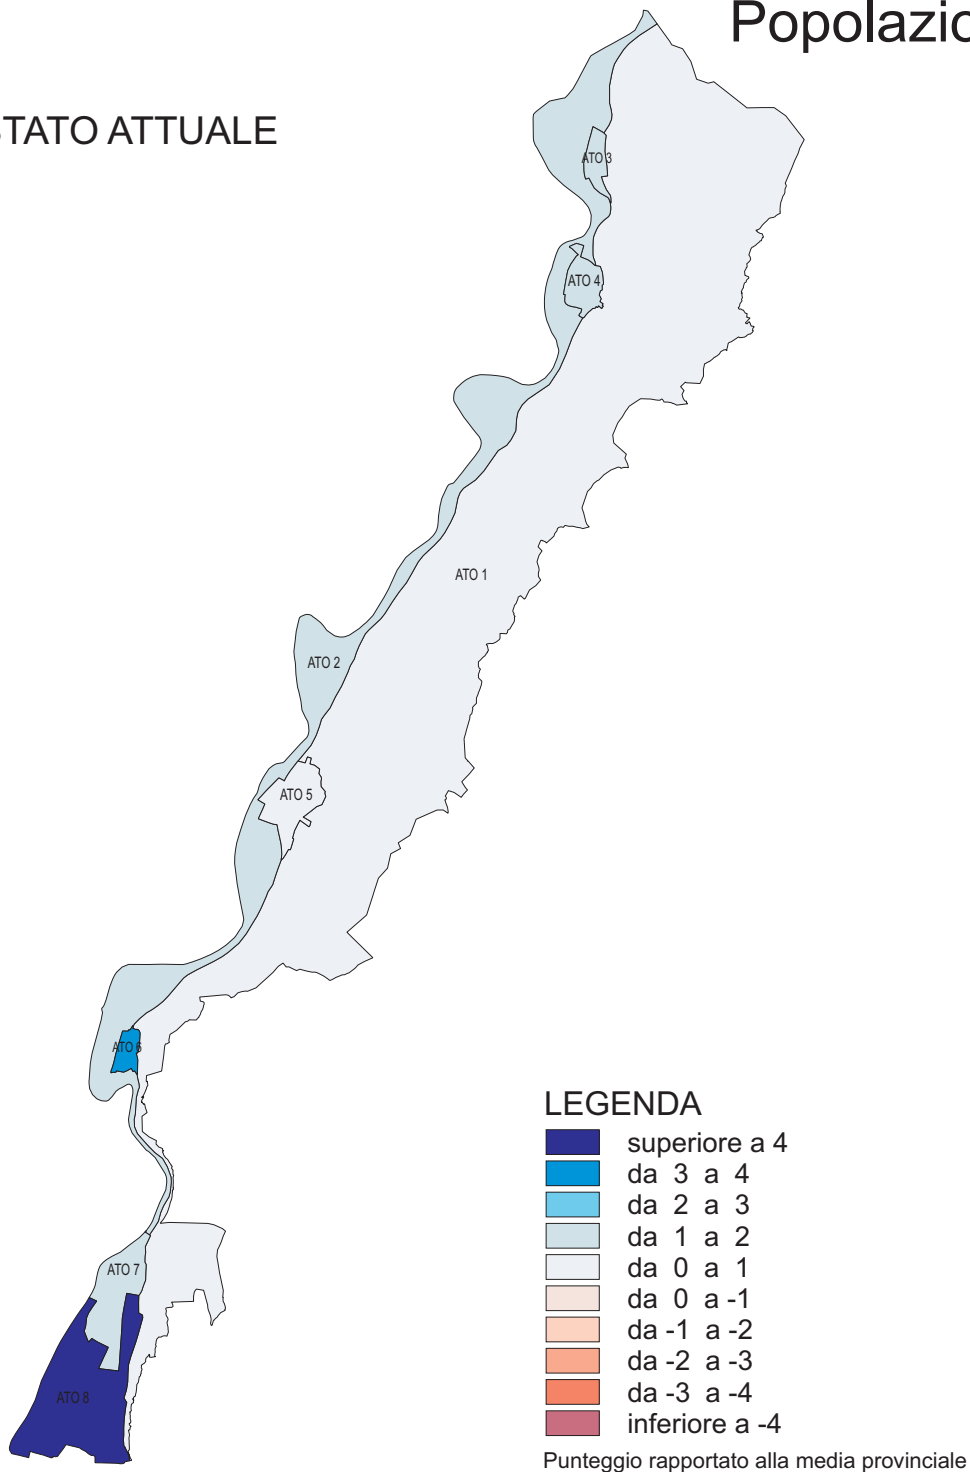 Popolazio
STATO ATTUALE
ATO 3
ATO 4
ATO 1
ATO 2
ATO 5
ATO 6
ATO 7
ATO 8
LEGENDA
superiore a 4
da 3 a 4
da 2 a 3
da 1 a 2
da 0 a 1
da 0 a -1
da -1 a -2
da -2 a -3
da -3 a -4
inferiore a -4
Punteggio rapportato alla media provinciale